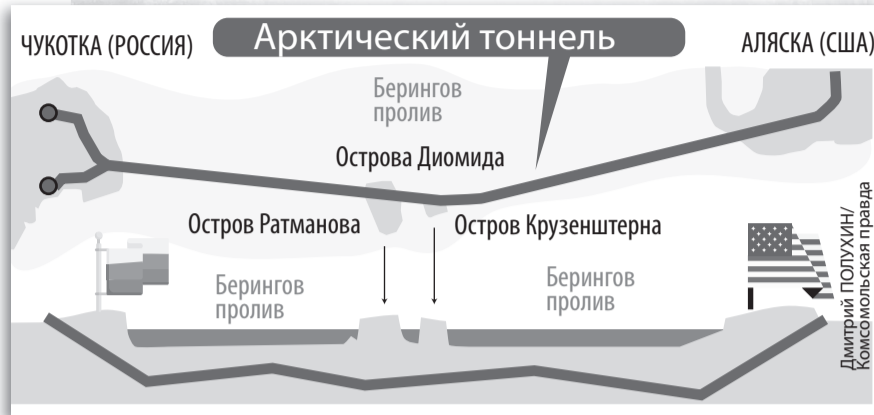 Арктический тоннель
ЧУКОТКА (РОССИЯ)
АЛЯСКА (США)
Берингов
пролив
Острова Диомида
Остров Ратманова
Остров Крузенштерна
Берингов
пролив
Берингов
пролив
Дмитрий ПОЛУХИН/
Комсомольская правда